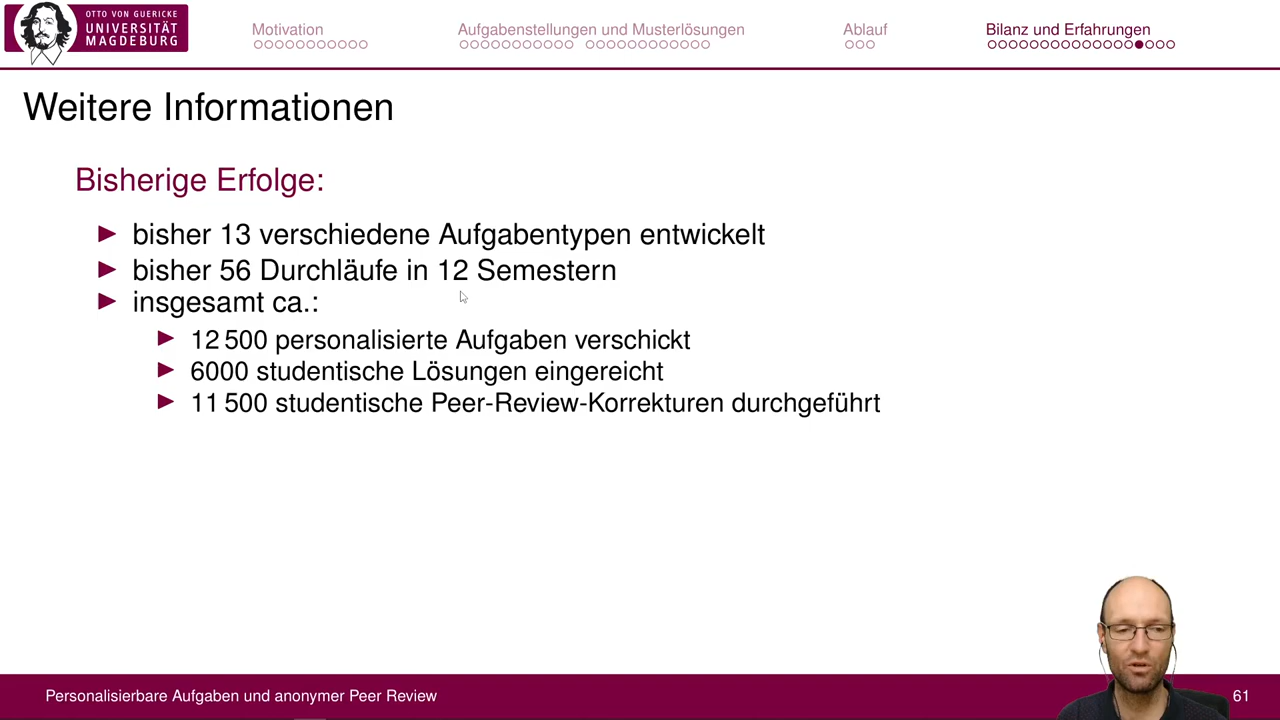 OTTO VON GUERICKE
UNIVERSITÄT
MAGDEBURG
Motivation
Aufgabenstellungen und Musterlösungen
Ablauf
Bilanz und Erfahrungen
Weitere Informationen
Bisherige Erfolge:
bisher 13 verschiedene Aufgabentypen entwickelt
bisher 56 Durchläufe in 12 Semestern
insgesamt ca.:
12 500 personalisierte Aufgaben verschickt
6000 studentische Lösungen eingereicht
11 500 studentische Peer-Review-Korrekturen durchgeführt
Personalisierbare Aufgaben und anonymer Peer Review
61